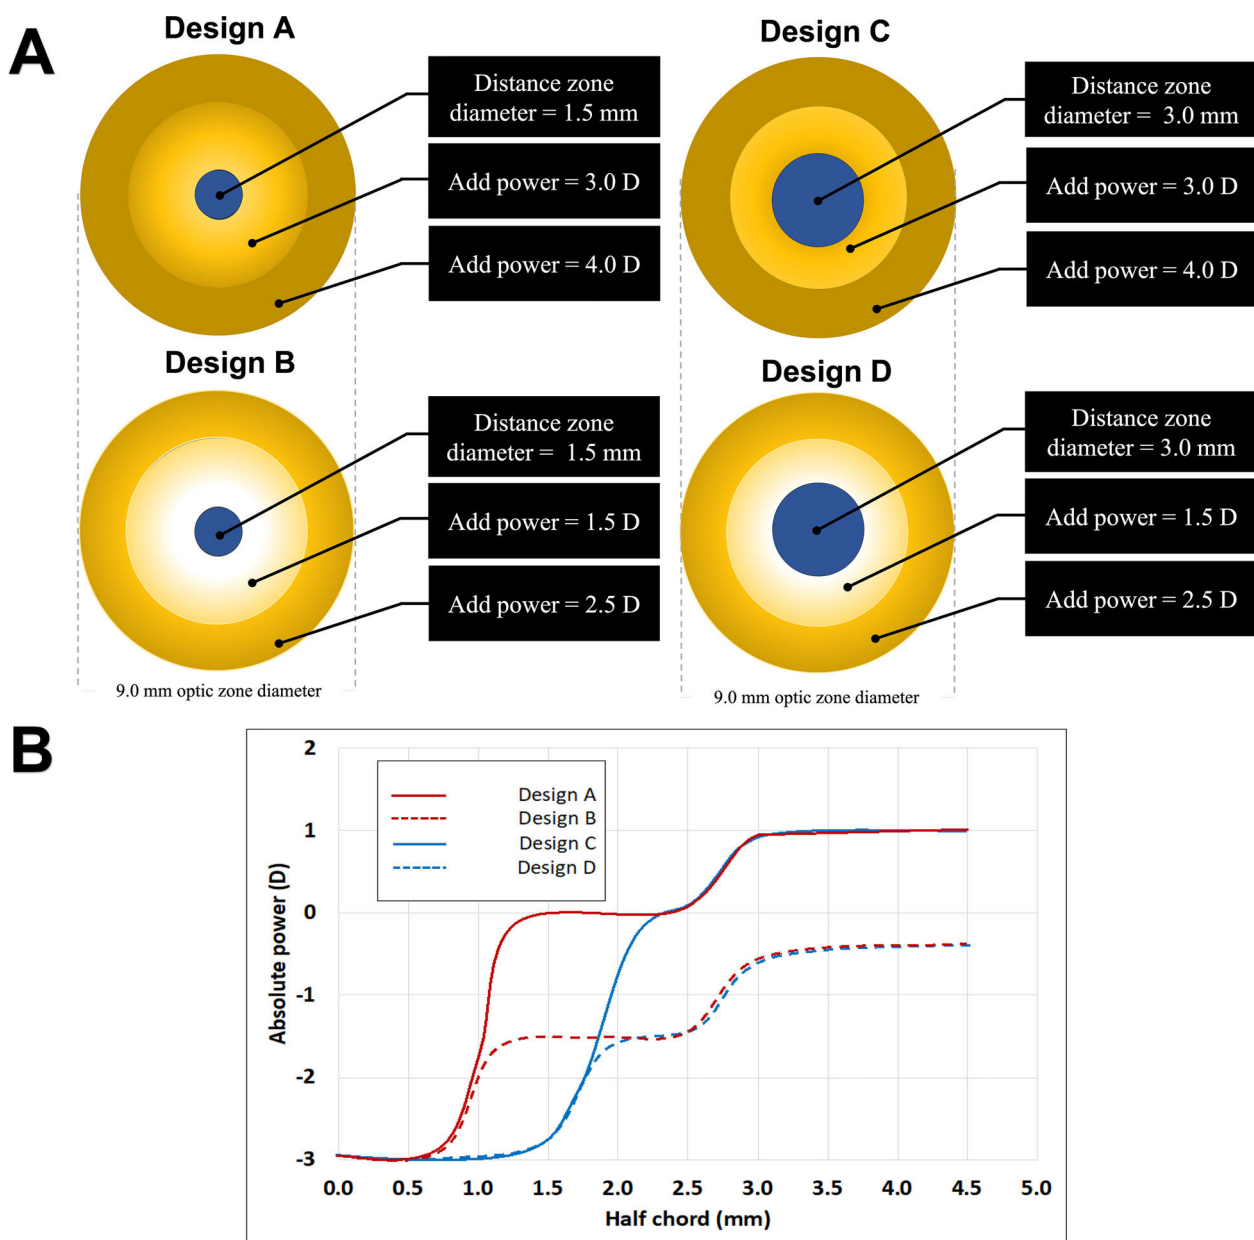 A
Design A
Distance zone
diameter = 1.5 mm
Add power = 3.0 D
Add power = 4.0 D
Design C
Distance zone
diameter = 3.0 mm
Add power = 3.0 D
Add power = 4.0 D
Design B
Distance zone
diameter = 1.5 mm
Add power = 1.5 D
Add power = 2.5 D
9.0 mm optic zone diameter
Design D
Distance zone
diameter = 3.0 mm
Add power = 1.5 D
Add power = 2.5 D
9.0 mm optic zone diameter
B
Absolute power (D)
2
1
0
-1
-2
-3
Design A
Design B
Design C
Design D
0.0 0.5 1.0 1.5 2.0 2.5 3.0 3.5 4.0 4.5 5.0
Half chord (mm)